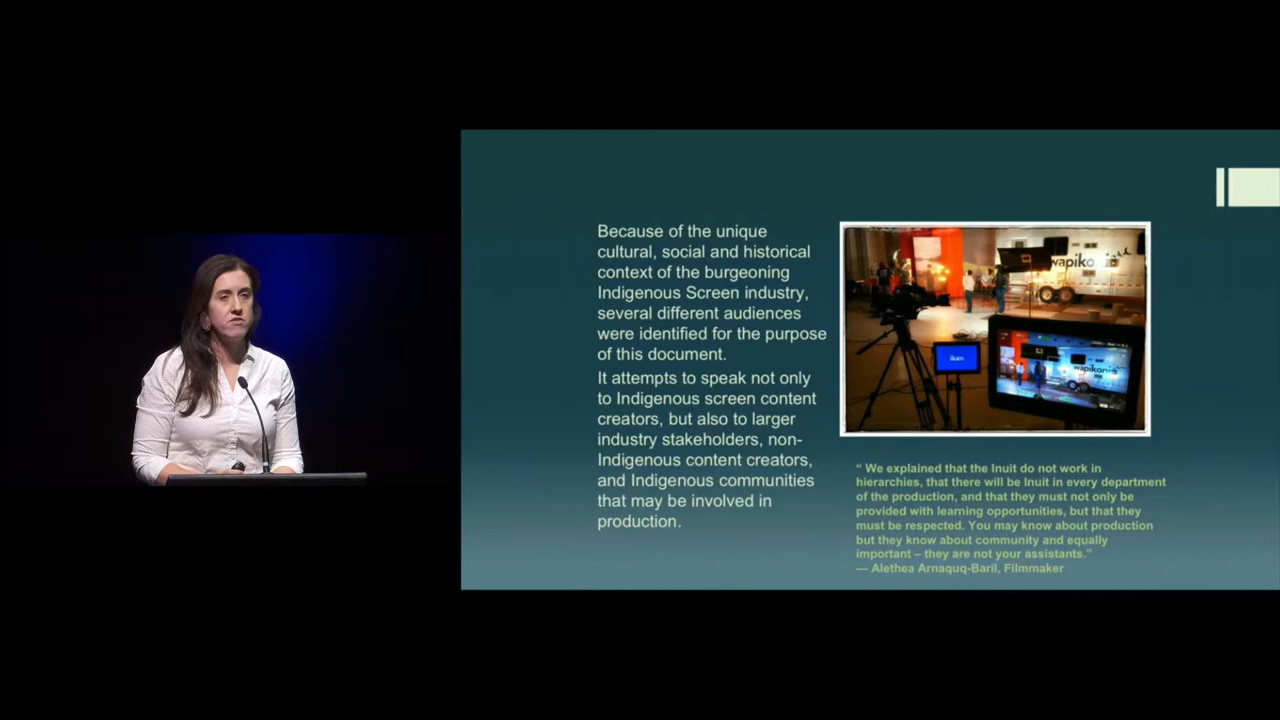 Because of the unique
cultural, social and historical
context of the burgeoning
Indigenous Screen industry,
several different audiences
were identified for the purpose
of this document.
It attempts to speak not only
to Indigenous screen content
creators, but also to larger
industry stakeholders, non-
Indigenous content creators,
and Indigenous communities
that may be involved in
production.
wapikoni
wapikoni
“ We explained that the Inuit do not work in
hierarchies, that there will be Inuit in every department
of the production, and that they must not only be
provided with learning opportunities, but that they
must be respected. You may know about production
but they know about community and equally
important – they are not your assistants.”
— Alethea Arnaquq-Baril, Filmmaker